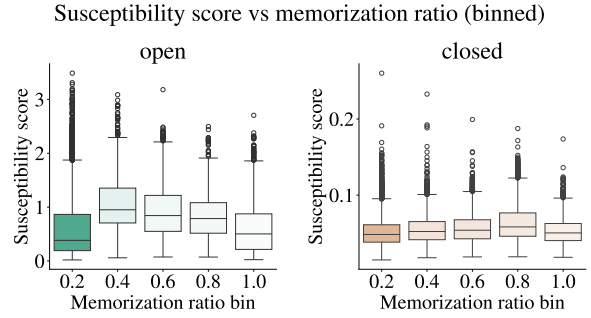 Susceptibility score vs memorization ratio (binned)
open
Susceptibility score
3
2
1
0
0.2 0.4 0.6 0.8 1.0
Memorization ratio bin
closed
Susceptibility score
0.2
0.1
0.2 0.4 0.6 0.8 1.0
Memorization ratio bin